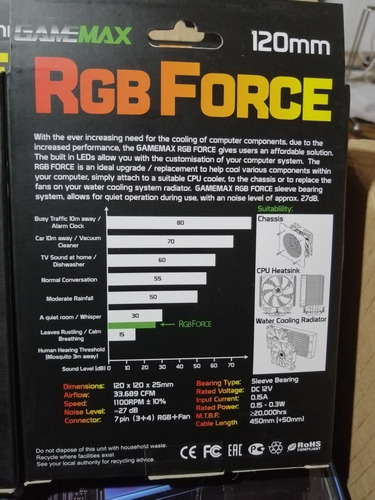 GAMEMAX
120mm
RGB FORCE
With the ever increasing need for the cooling of computer components, due to the
increased performance, the GAMEMAX RGB FORCE gives users an affordable solution.
The built in LEDs allow you with the customisation of your computer system. The
RGB FORCE is an ideal upgrade / replacement to help cool various components within
your computer, simply attach to a suitable CPU cooler, to the chassis or to replace the
fans on your water cooling system radiator. GAMEMAX RGB FORCE sleeve bearing
system, allows for quiet operation during use, with an noise level of approx. 27dB.
Suitablility:
Chassis
CPU Heatsink
Water Cooling Radiator
Busy Traffic 10m away /
Alarm Clock
80
Car 10m away / Vacuum
Cleaner
70
TV Sound at home /
Dishwasher
60
Normal Conversation
55
Moderate Rainfall
50
A quiet room / Whisper
30
RGB FORCE
Leaves Rustling / Calm
Breathing
15
Human Hearing Threshold
(Mosquito 3m away)
Sound Level (dB) 0 10 20 30 40 50 60 70
Dimensions: 120 x 120 x 25mm
Airflow: 33.689 CFM
Speed: 1100RPM ± 10%
Noise Level: ~27 dB
Connector: 7 pin (3+4) RGB+Fan
Bearing Type: Sleeve Bearing
Rated Voltage: DC 12V
Input Current: 0.15A
Rated Power: 0.15 - 0.3W
M.T.B.F: ≥20.000hrs
Cable Length 450mm (+50mm)
Do not dispose of this unit with household waste.
Recycle where facilities exist.
See your local authority for recycling advice.
CE FC EAC RoHS
COMPLIANT